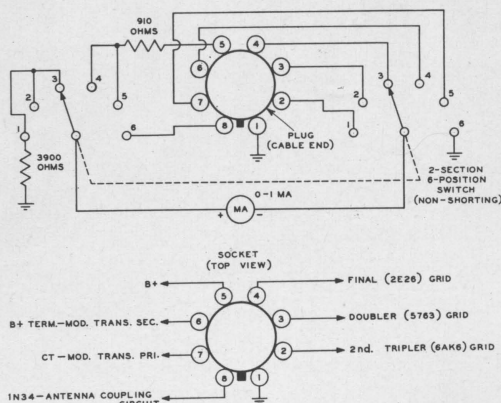 910
OHMS
5
4
6
3
7
2
8
1
3
2
1
4
5
6
3
2
1
4
5
6
3900
OHMS
PLUG
(CABLE END)
2-SECTION
6-POSITION
SWITCH
(NON-SHORTING)
0-1 MA
+ MA −
SOCKET
(TOP VIEW)
B+
5
4
FINAL (2E26) GRID
B+ TERM.-MOD. TRANS. SEC.
6
3
DOUBLER (5763) GRID
CT-MOD. TRANS. PRI.
7
2
2nd. TRIPLER (6AK6) GRID
8
1
1N34-ANTENNA COUPLING
CIRCUIT